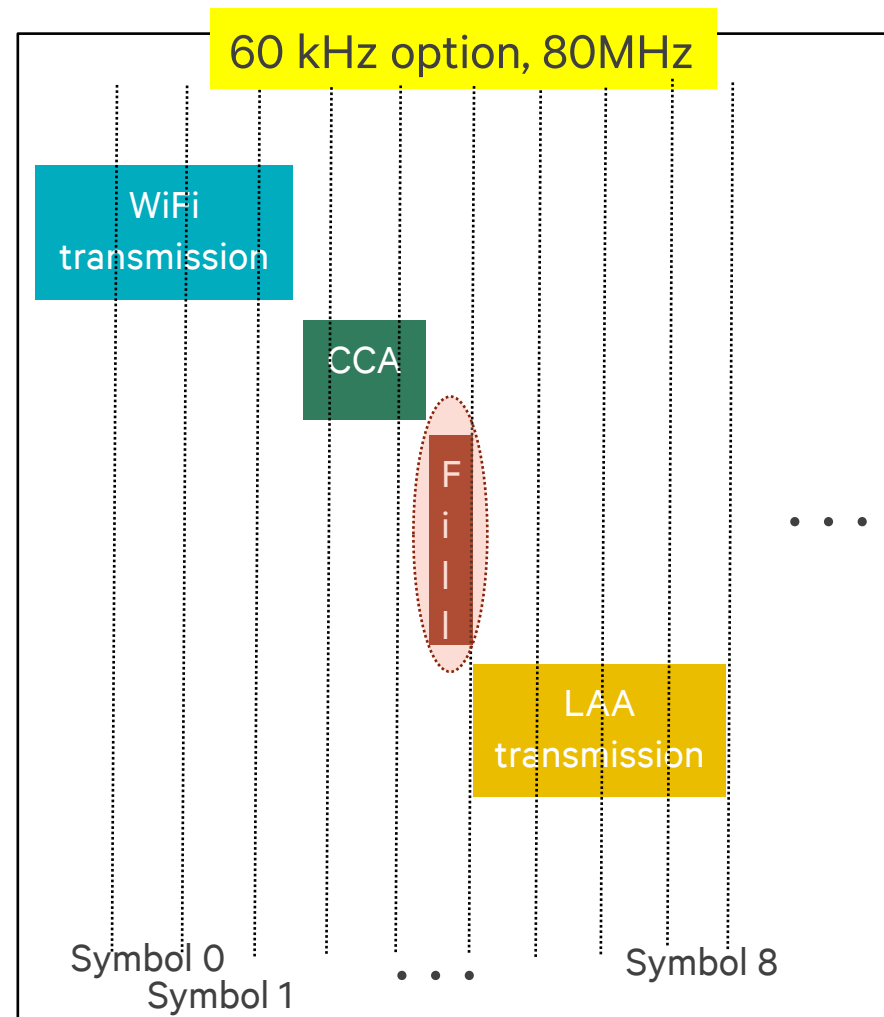 60 kHz option, 80MHz
WiFi
transmission
CCA
F
i
l
l
. . .
LAA
transmission
Symbol 0
Symbol 1
. . .
Symbol 8